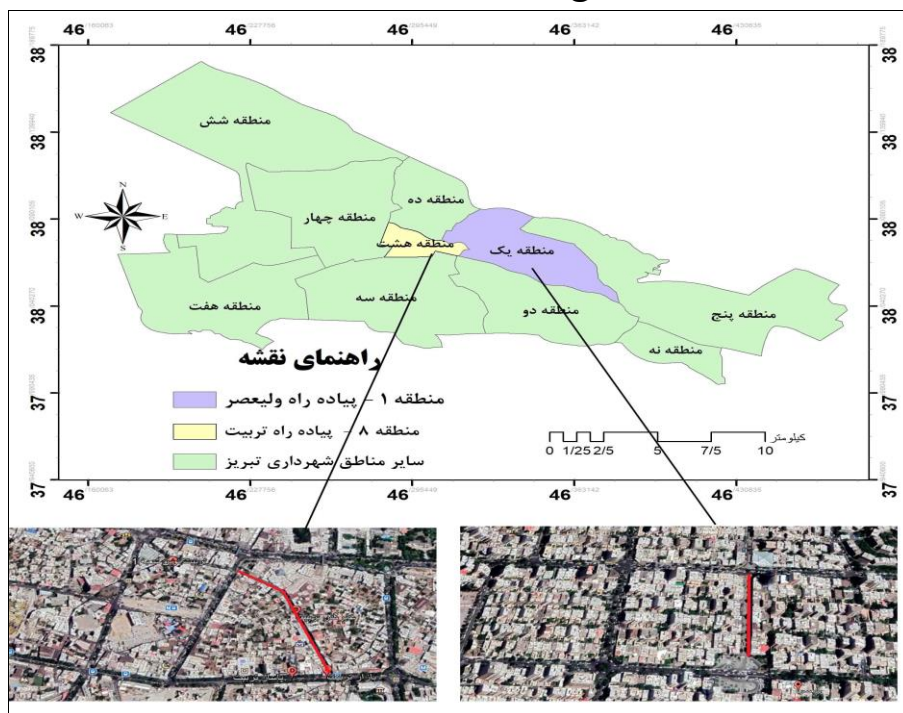 46 46 46 46 46
38 38
منطقه شش
38 38
منطقه ده
N
W E
S
منطقه چهار
38 38
منطقه هشت
منطقه یک
منطقه هفت
منطقه سه
منطقه دو
منطقه پنج
38 38
منطقه نه
راهنمای نقشه
37 37
منطقه ۱ - پیاده راه ولیعصر
منطقه ۸ - پیاده راه تربیت
سایر مناطق شهرداری تبریز
کیلومتر
0 1/25 2/5 5 7/5 10
37 37
46 46 46 46 46